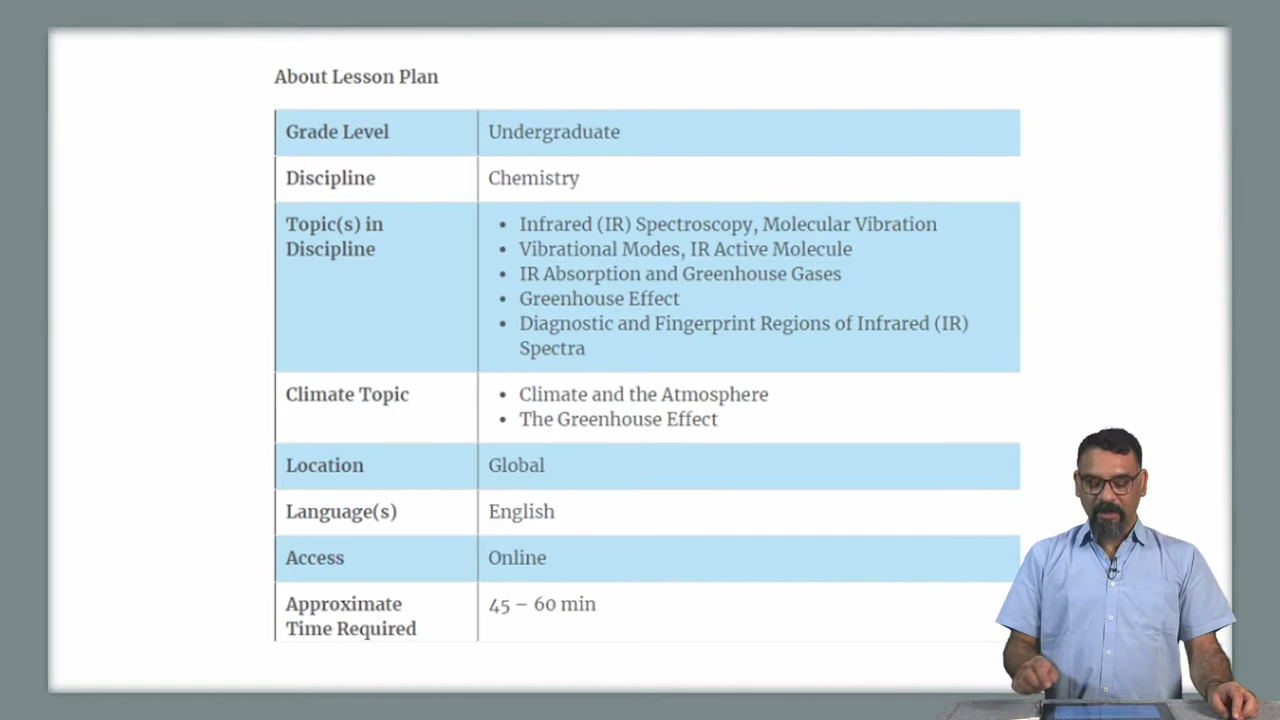 About Lesson Plan
Grade Level
Undergraduate
Discipline
Chemistry
Topic(s) in
Discipline
• Infrared (IR) Spectroscopy, Molecular Vibration
• Vibrational Modes, IR Active Molecule
• IR Absorption and Greenhouse Gases
• Greenhouse Effect
• Diagnostic and Fingerprint Regions of Infrared (IR)
Spectra
Climate Topic
• Climate and the Atmosphere
• The Greenhouse Effect
Location
Global
Language(s)
English
Access
Online
Approximate
Time Required
45 – 60 min